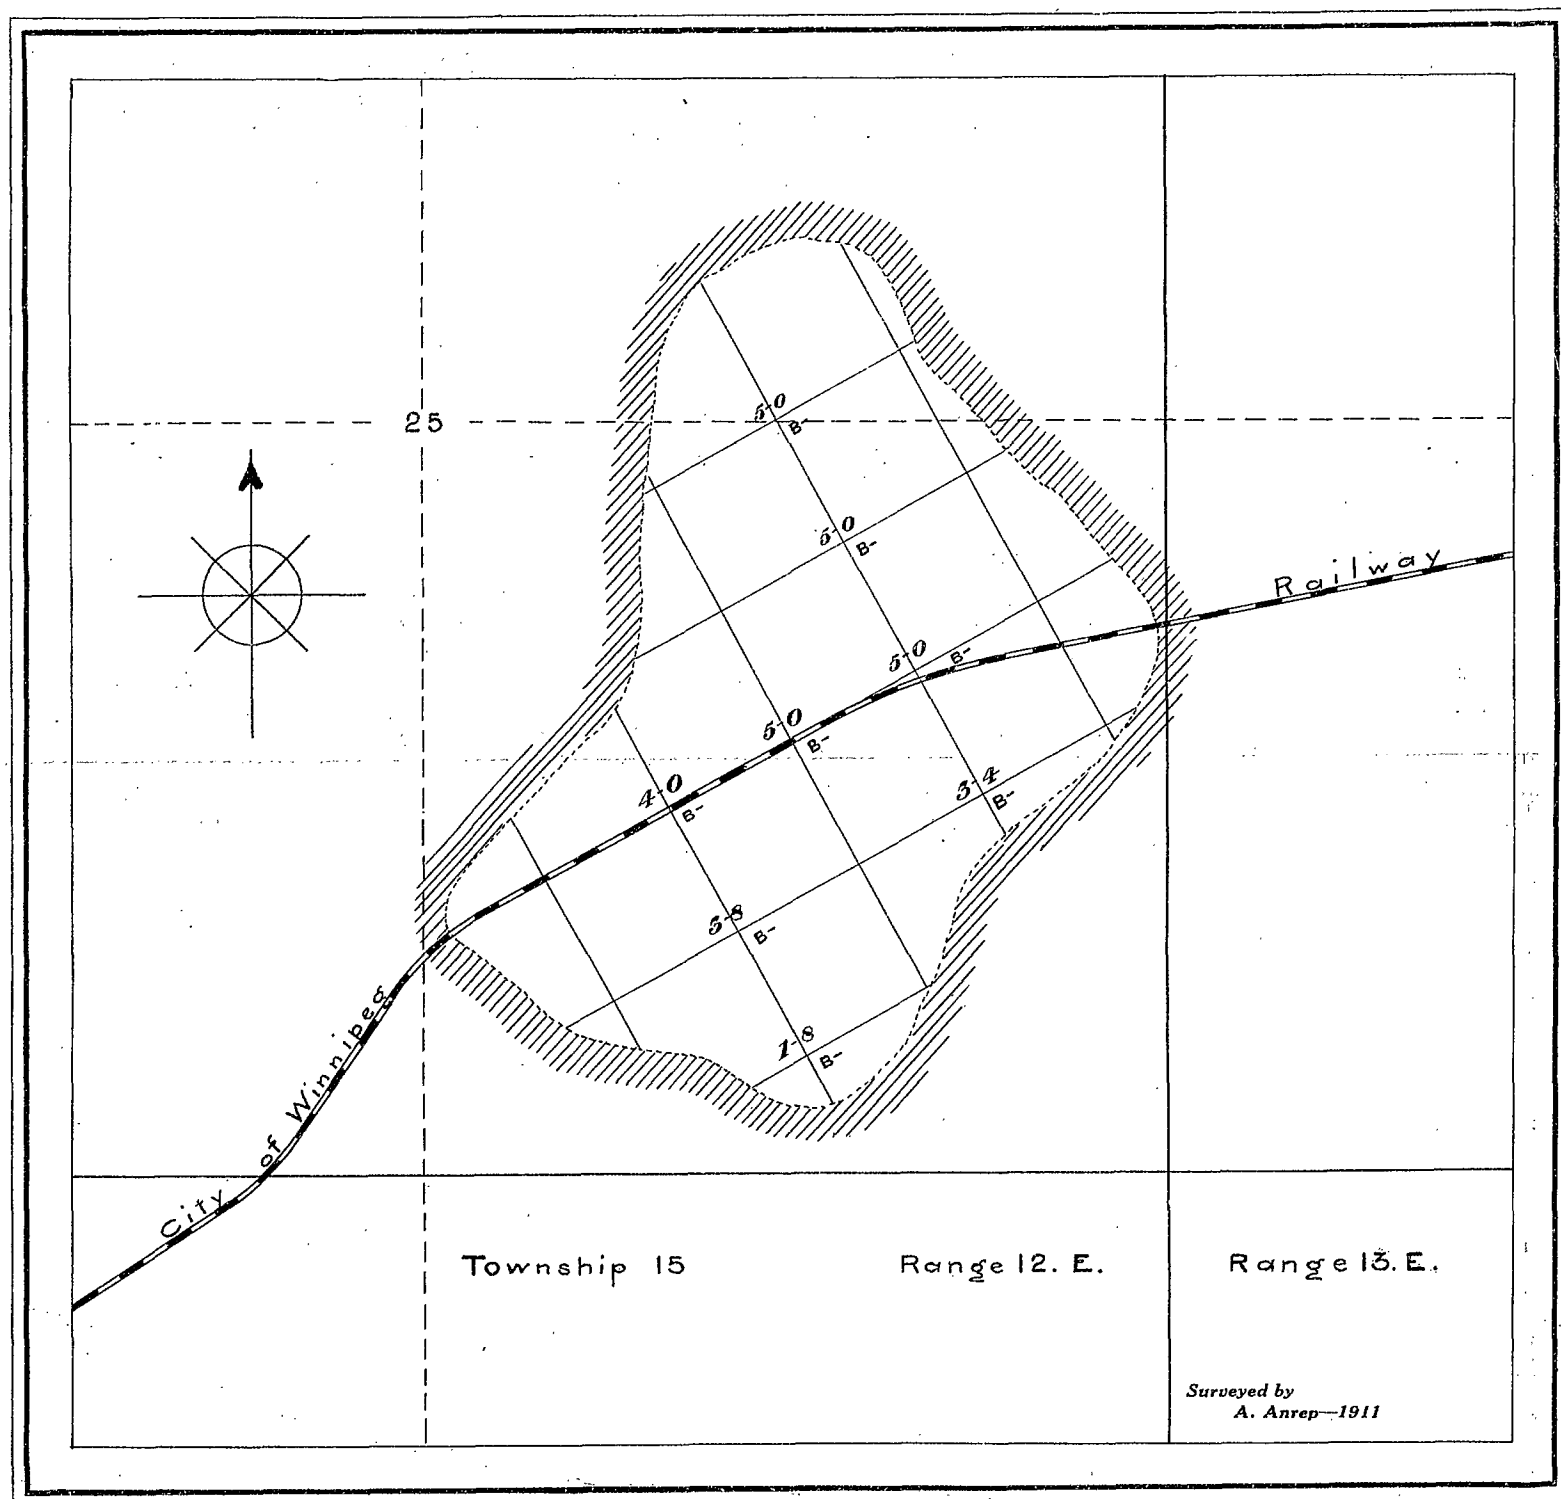 25
5-0
B-
5-0
B-
5-0
B-
5-0
B-
4-0
B-
3-4
B-
3-8
B-
1-8
B-
City of Winnipeg Railway
Township 15 Range 12. E. Range 13. E.
Surveyed by
A. Anrep—1911